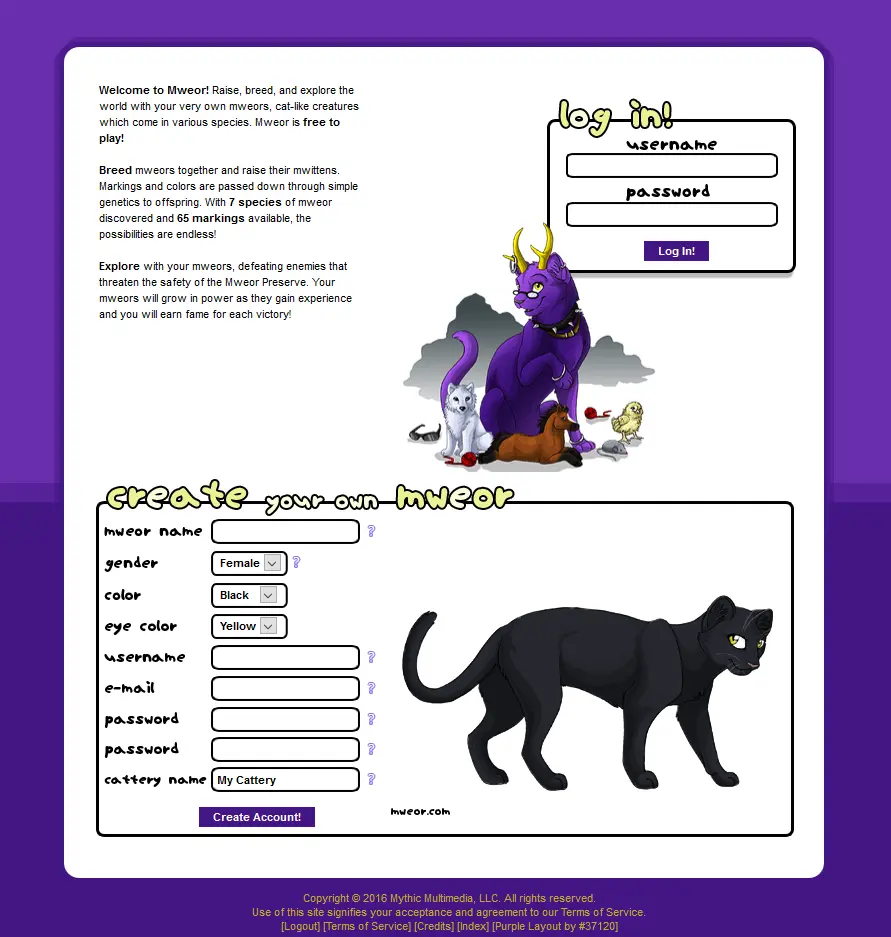 Welcome to Mweor! Raise, breed, and explore the
world with your very own mweors, cat-like creatures
which come in various species. Mweor is free to
play!
Breed mweors together and raise their mwittens.
Markings and colors are passed down through simple
genetics to offspring. With 7 species of mweor
discovered and 65 markings available, the
possibilities are endless!
Explore with your mweors, defeating enemies that
threaten the safety of the Mweor Preserve. Your
mweors will grow in power as they gain experience
and you will earn fame for each victory!
log in!
username
password
Log In!
create your own mweor
mweor name ?
gender Female ?
color Black
eye color Yellow
username ?
e-mail ?
password ?
password ?
cattery name My Cattery ?
Create Account!
mweor.com
Copyright © 2016 Mythic Multimedia, LLC. All rights reserved.
Use of this site signifies your acceptance and agreement to our Terms of Service.
[Logout] [Terms of Service] [Credits] [Index] [Purple Layout by #37120]